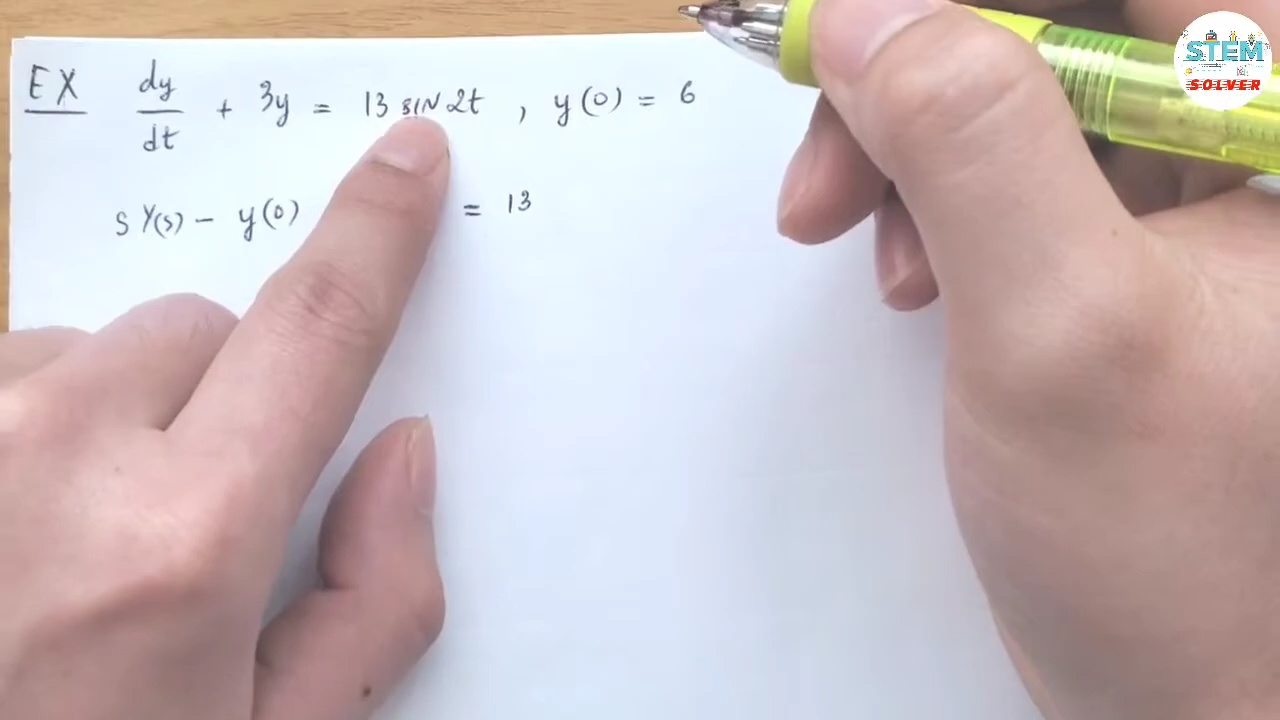 EX dy/dt + 3y = 13 SIN 2t , y(0) = 6
s Y(s) - y(0) = 13
STEM
SOLVER